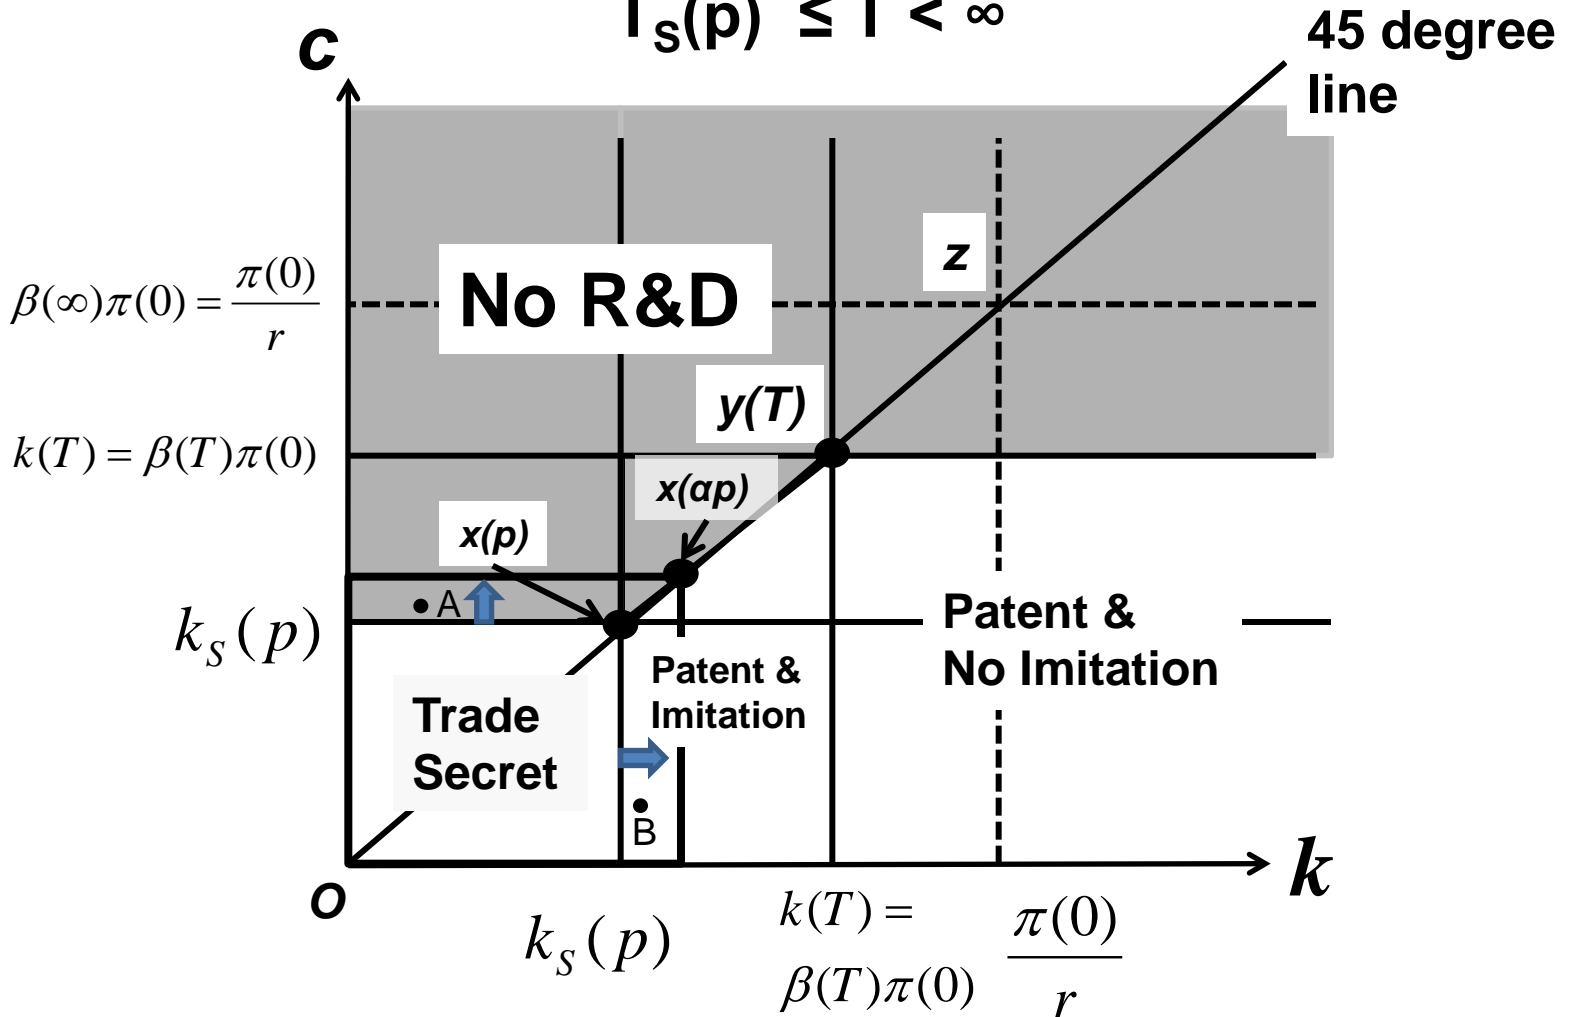 T_S(p) ≤ T < ∞
45 degree
line
c
z
No R&D
β(∞)π(0) = π(0)/r
y(T)
k(T) = β(T)π(0)
x(αp)
x(p)
• A
k_S(p)
Patent &
No Imitation
Patent &
Imitation
Trade
Secret
• B
k
O
k_S(p)
k(T) =
β(T)π(0)
π(0)/r